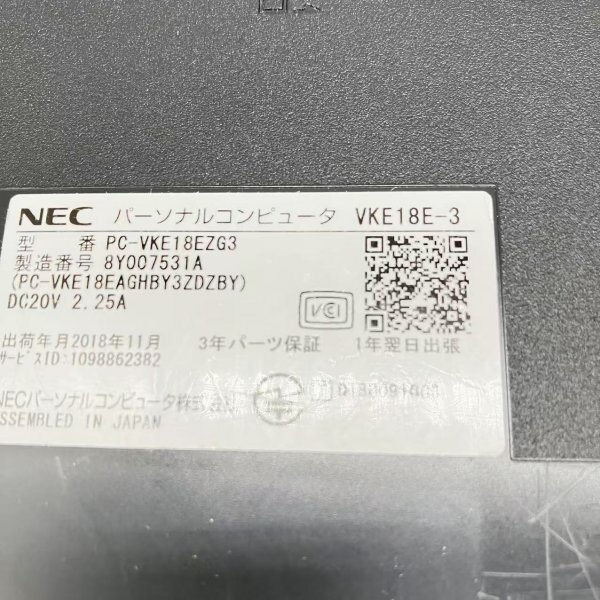 NEC パーソナルコンピュータ VKE18E-3
型 番 PC-VKE18EZG3
製造番号 8Y007531A
(PC-VKE18EAGHBY3ZDZBY)
DC20V 2.25A
VCI
出荷年月2018年11月 3年パーツ保証 1年翌日出張
サービスID:1098862382
NECパーソナルコンピュータ株式会社
ASSEMBLED IN JAPAN